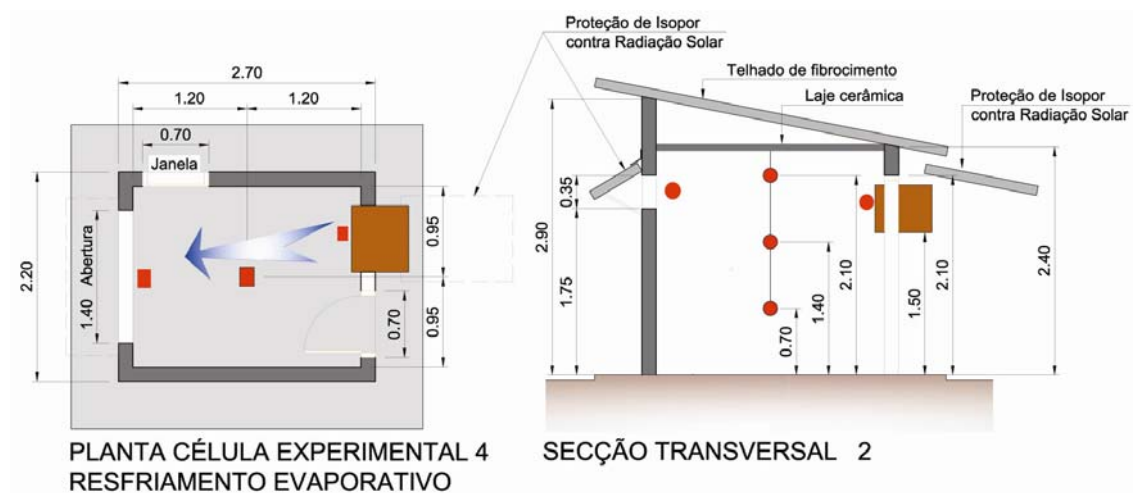 Proteção de Isopor
contra Radiação Solar
2.70
1.20
1.20
0.70
Janela
2.20
Abertura
1.40
0.95
0.95
0.70
PLANTA CÉLULA EXPERIMENTAL 4
RESFRIAMENTO EVAPORATIVO
Telhado de fibrocimento
Laje cerâmica
Proteção de Isopor
contra Radiação Solar
2.90
0.35
1.75
0.70
1.40
2.10
1.50
2.10
2.40
SECÇÃO TRANSVERSAL 2